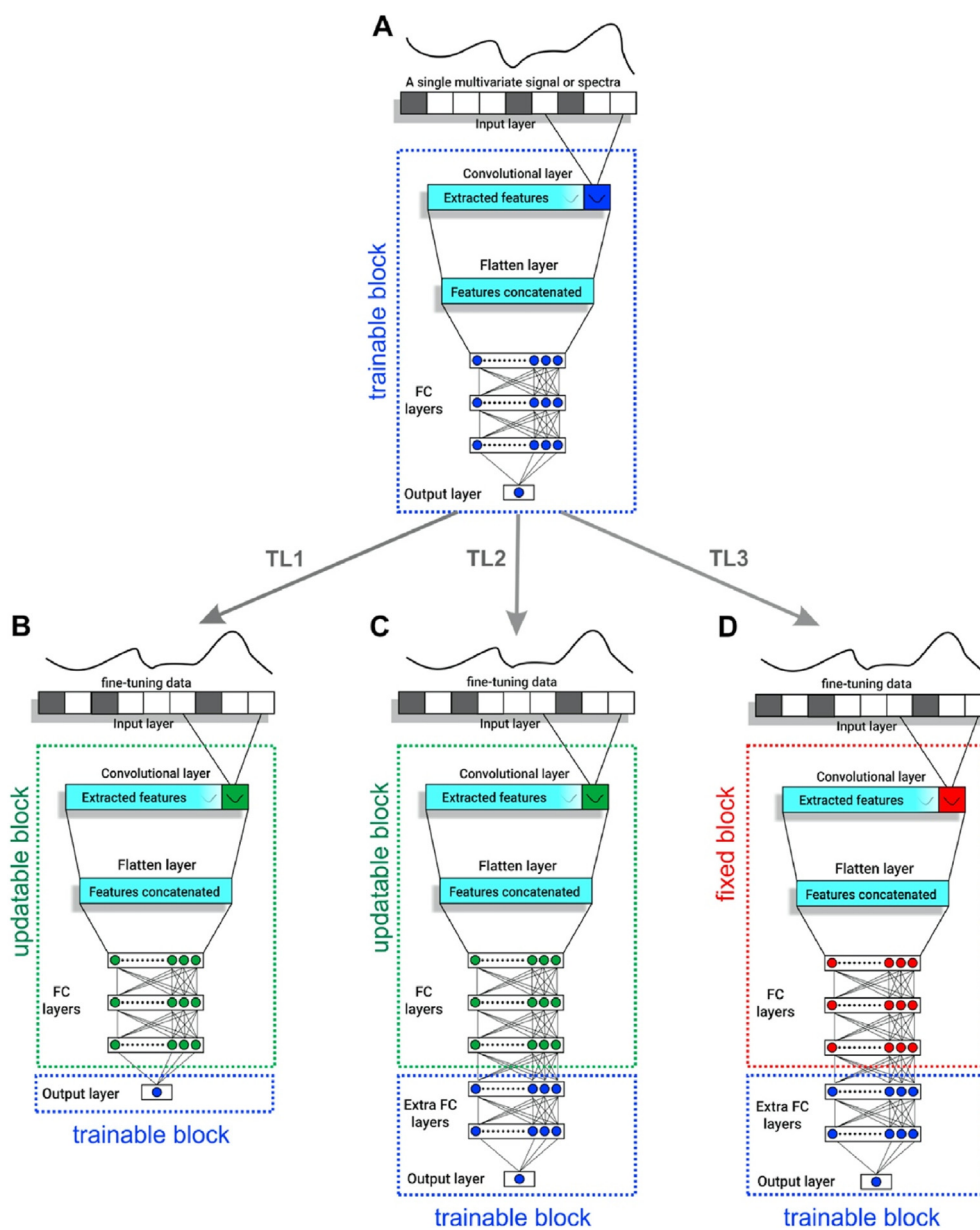 A
A single multivariate signal or spectra
Input layer
trainable block
Convolutional layer
Extracted features
Flatten layer
Features concatenated
FC
layers
Output layer
TL1
TL2
TL3
B
fine-tuning data
Input layer
updatable block
Convolutional layer
Extracted features
Flatten layer
Features concatenated
FC
layers
Output layer
trainable block
C
fine-tuning data
Input layer
updatable block
Convolutional layer
Extracted features
Flatten layer
Features concatenated
FC
layers
Extra FC
layers
Output layer
trainable block
D
fine-tuning data
Input layer
fixed block
Convolutional layer
Extracted features
Flatten layer
Features concatenated
FC
layers
Extra FC
layers
Output layer
trainable block